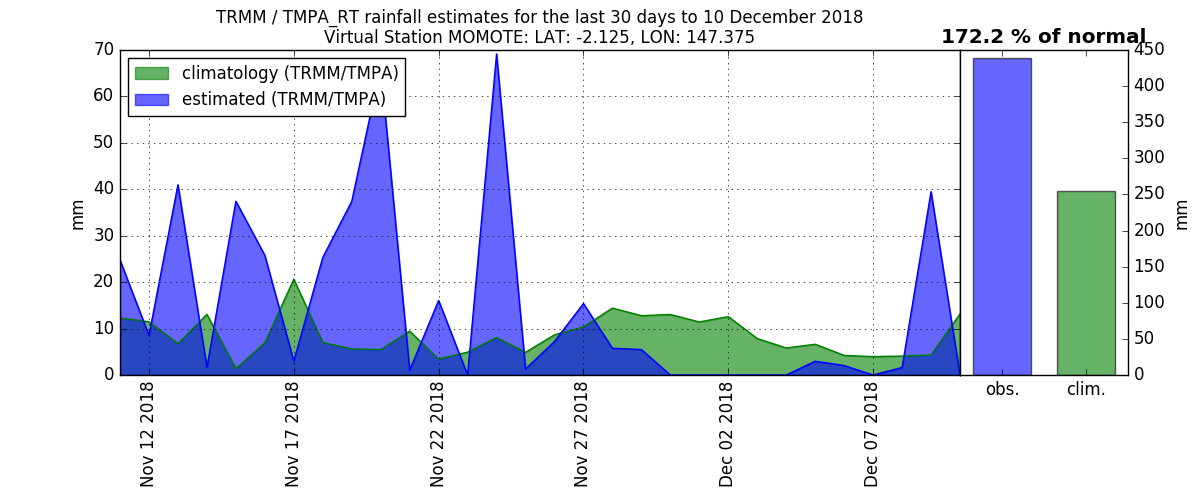 TRMM / TMPA_RT rainfall estimates for the last 30 days to 10 December 2018
Virtual Station MOMOTE: LAT: -2.125, LON: 147.375
172.2 % of normal
climatology (TRMM/TMPA)
estimated (TRMM/TMPA)
mm
70
60
50
40
30
20
10
0
Nov 12 2018
Nov 17 2018
Nov 22 2018
Nov 27 2018
Dec 02 2018
Dec 07 2018
obs.
clim.
450
400
350
300
250
200
150
100
50
0
mm